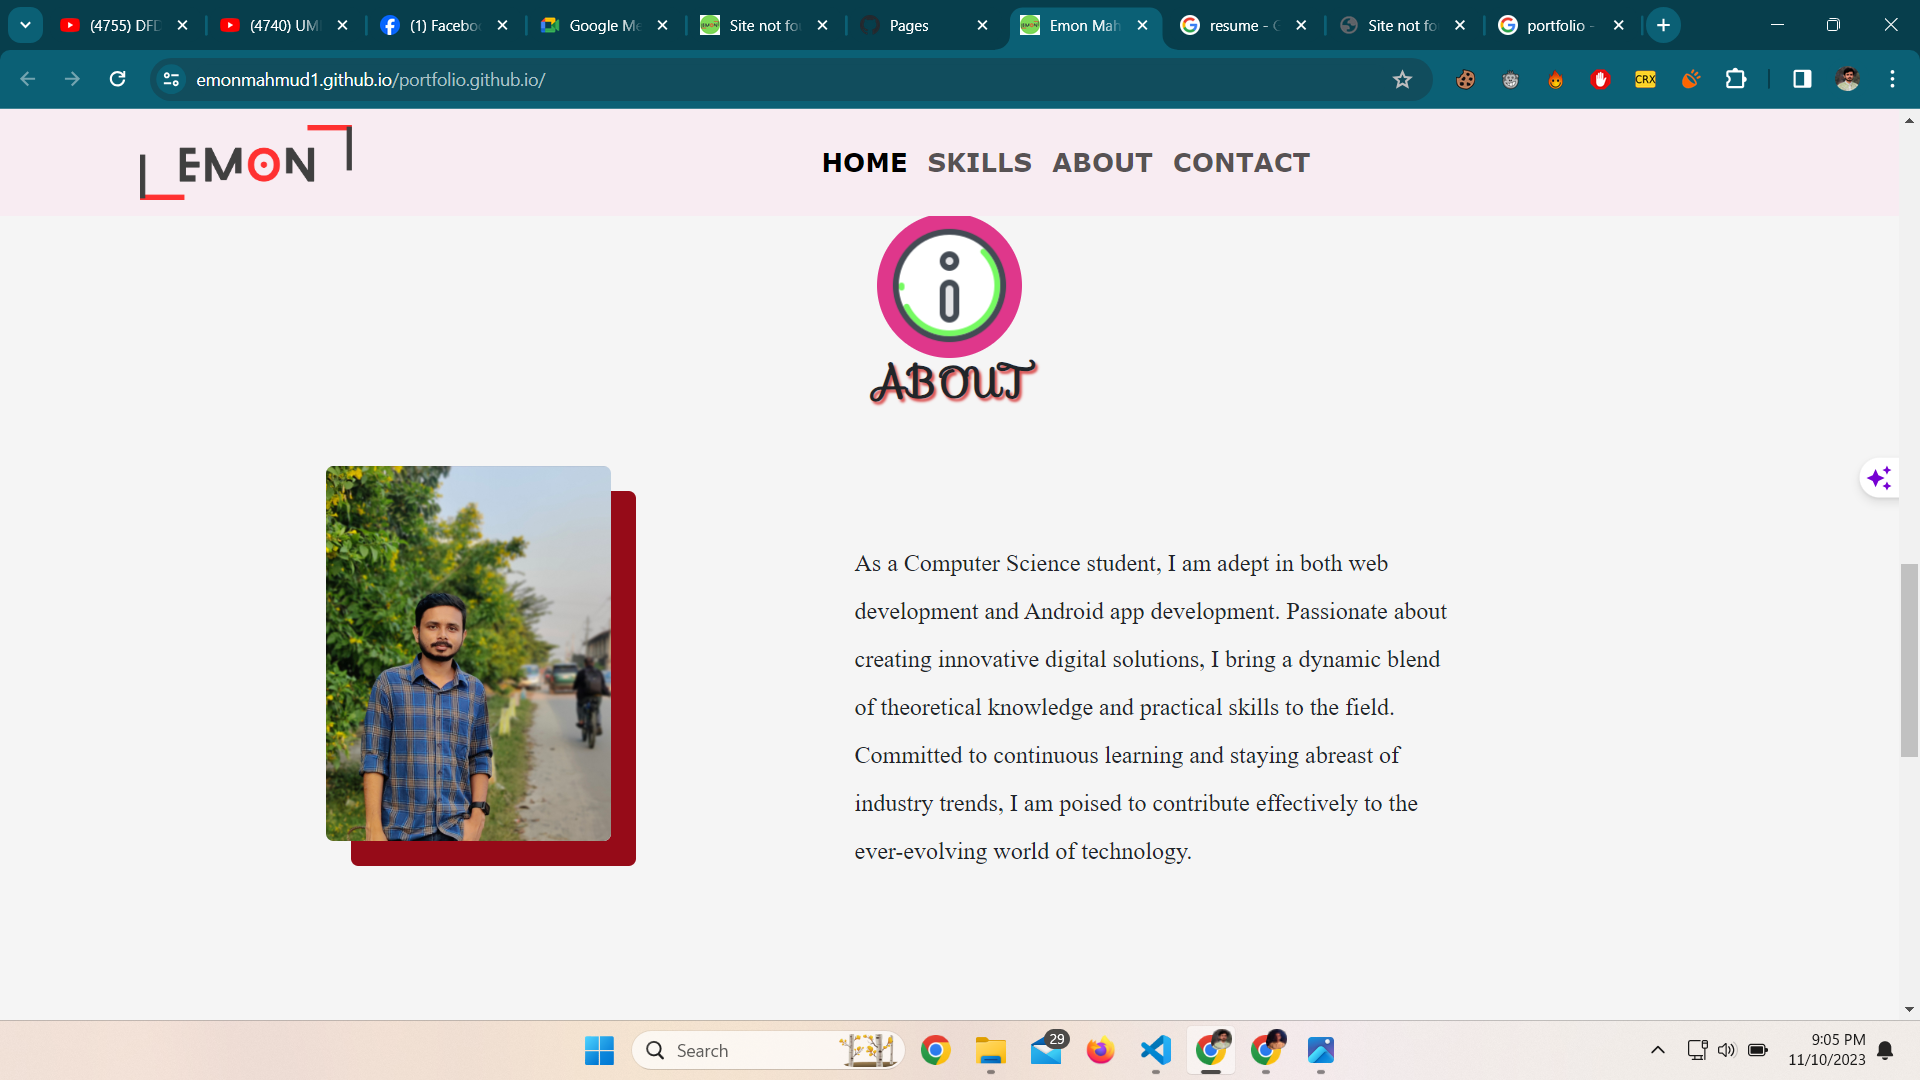 (4755) DFD
(4740) UM
(1) Facebo
Google Me
Site not fo
Pages
Emon Mah
resume - G
Site not fo
portfolio -
emonmahmud1.github.io/portfolio.github.io/
CRX
EMON
HOME SKILLS ABOUT CONTACT
ABOUT
As a Computer Science student, I am adept in both web
development and Android app development. Passionate about
creating innovative digital solutions, I bring a dynamic blend
of theoretical knowledge and practical skills to the field.
Committed to continuous learning and staying abreast of
industry trends, I am poised to contribute effectively to the
ever-evolving world of technology.
Search
29
9:05 PM
11/10/2023